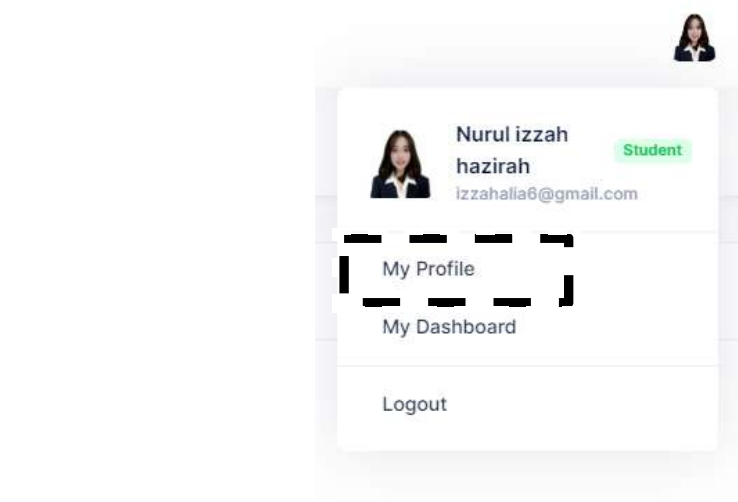 Nurul izzah
hazirah
Student
izzahalia6@gmail.com
My Profile
My Dashboard
Logout